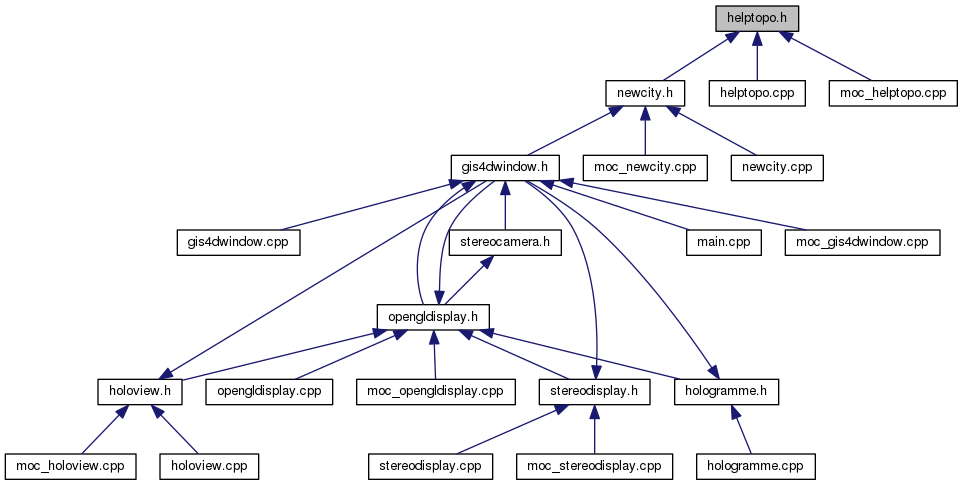 helptopo.h
newcity.h
helptopo.cpp
moc_helptopo.cpp
gis4dwindow.h
moc_newcity.cpp
newcity.cpp
gis4dwindow.cpp
stereocamera.h
main.cpp
moc_gis4dwindow.cpp
opengldisplay.h
holoview.h
opengldisplay.cpp
moc_opengldisplay.cpp
stereodisplay.h
hologramme.h
moc_holoview.cpp
holoview.cpp
stereodisplay.cpp
moc_stereodisplay.cpp
hologramme.cpp